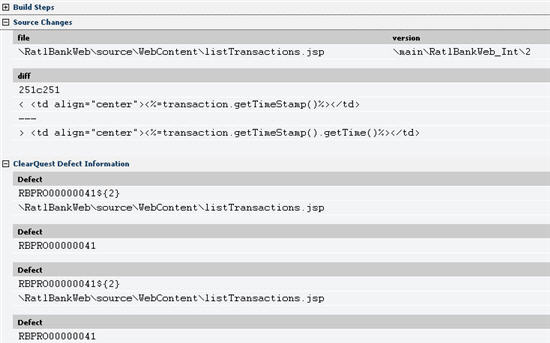 Build Steps
Source Changes
file version
\RatlBankWeb\source\WebContent\listTransactions.jsp \main\RatlBankWeb_Int\2
diff
251c251
< <td align="center"><%=transaction.getTimeStamp()%></td>
---
> <td align="center"><%=transaction.getTimeStamp().getTime()%></td>
ClearQuest Defect Information
Defect
RBPRO00000041${2}
\RatlBankWeb\source\WebContent\listTransactions.jsp
Defect
RBPRO00000041
Defect
RBPRO00000041${2}
\RatlBankWeb\source\WebContent\listTransactions.jsp
Defect
RBPRO00000041